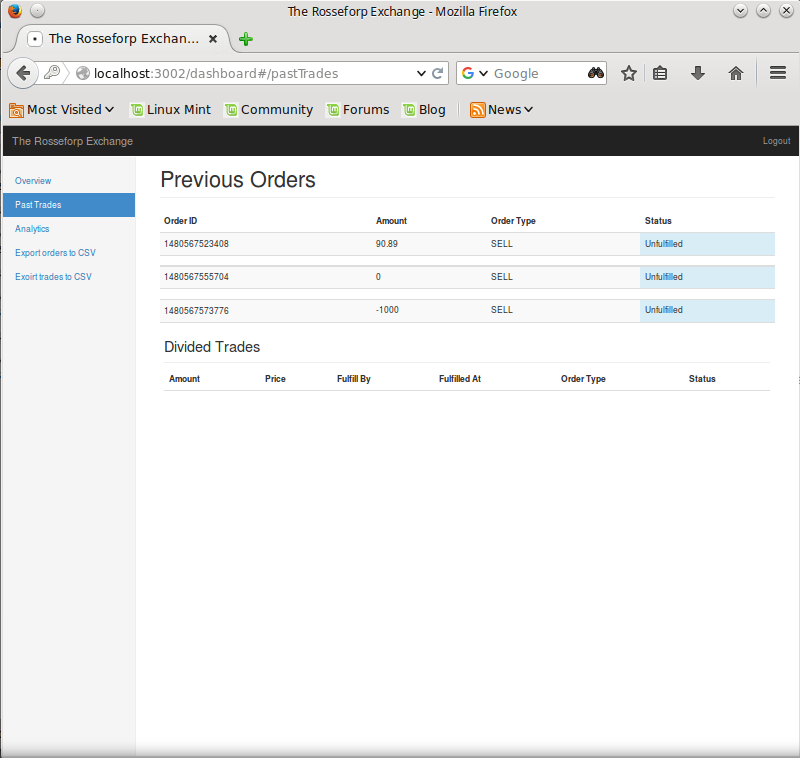 The Rosseforp Exchange - Mozilla Firefox
The Rosseforp Exchan...
localhost:3002/dashboard#/pastTrades
Google
Most Visited Linux Mint Community Forums Blog News
The Rosseforp Exchange Logout
Overview
Past Trades
Analytics
Export orders to CSV
Exoirt trades to CSV
Previous Orders
Order ID Amount Order Type Status
1480567523408 90.89 SELL Unfulfilled
1480567555704 0 SELL Unfulfilled
1480567573776 -1000 SELL Unfulfilled
Divided Trades
Amount Price Fulfill By Fulfilled At Order Type Status